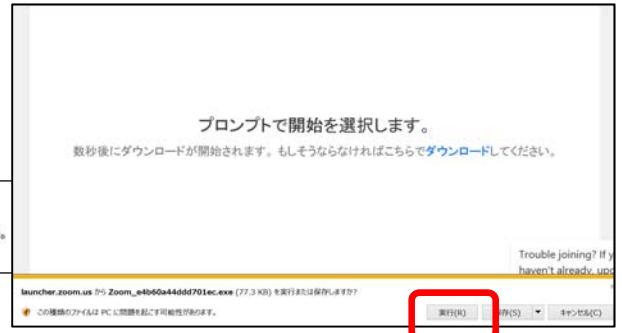 プロンプトで開始を選択します。
数秒後にダウンロードが開始されます。もしそうならなければこちらでダウンロードしてください。
Trouble joining? If y
haven't already, upd
launcher.zoom.us から Zoom_e4b60a44ddd701ec.exe (77.3 KB) を実行または保存しますか?
この種類のファイルは PC に問題を起こす可能性があります。
実行(R)
存(S)
キャンセル(C)